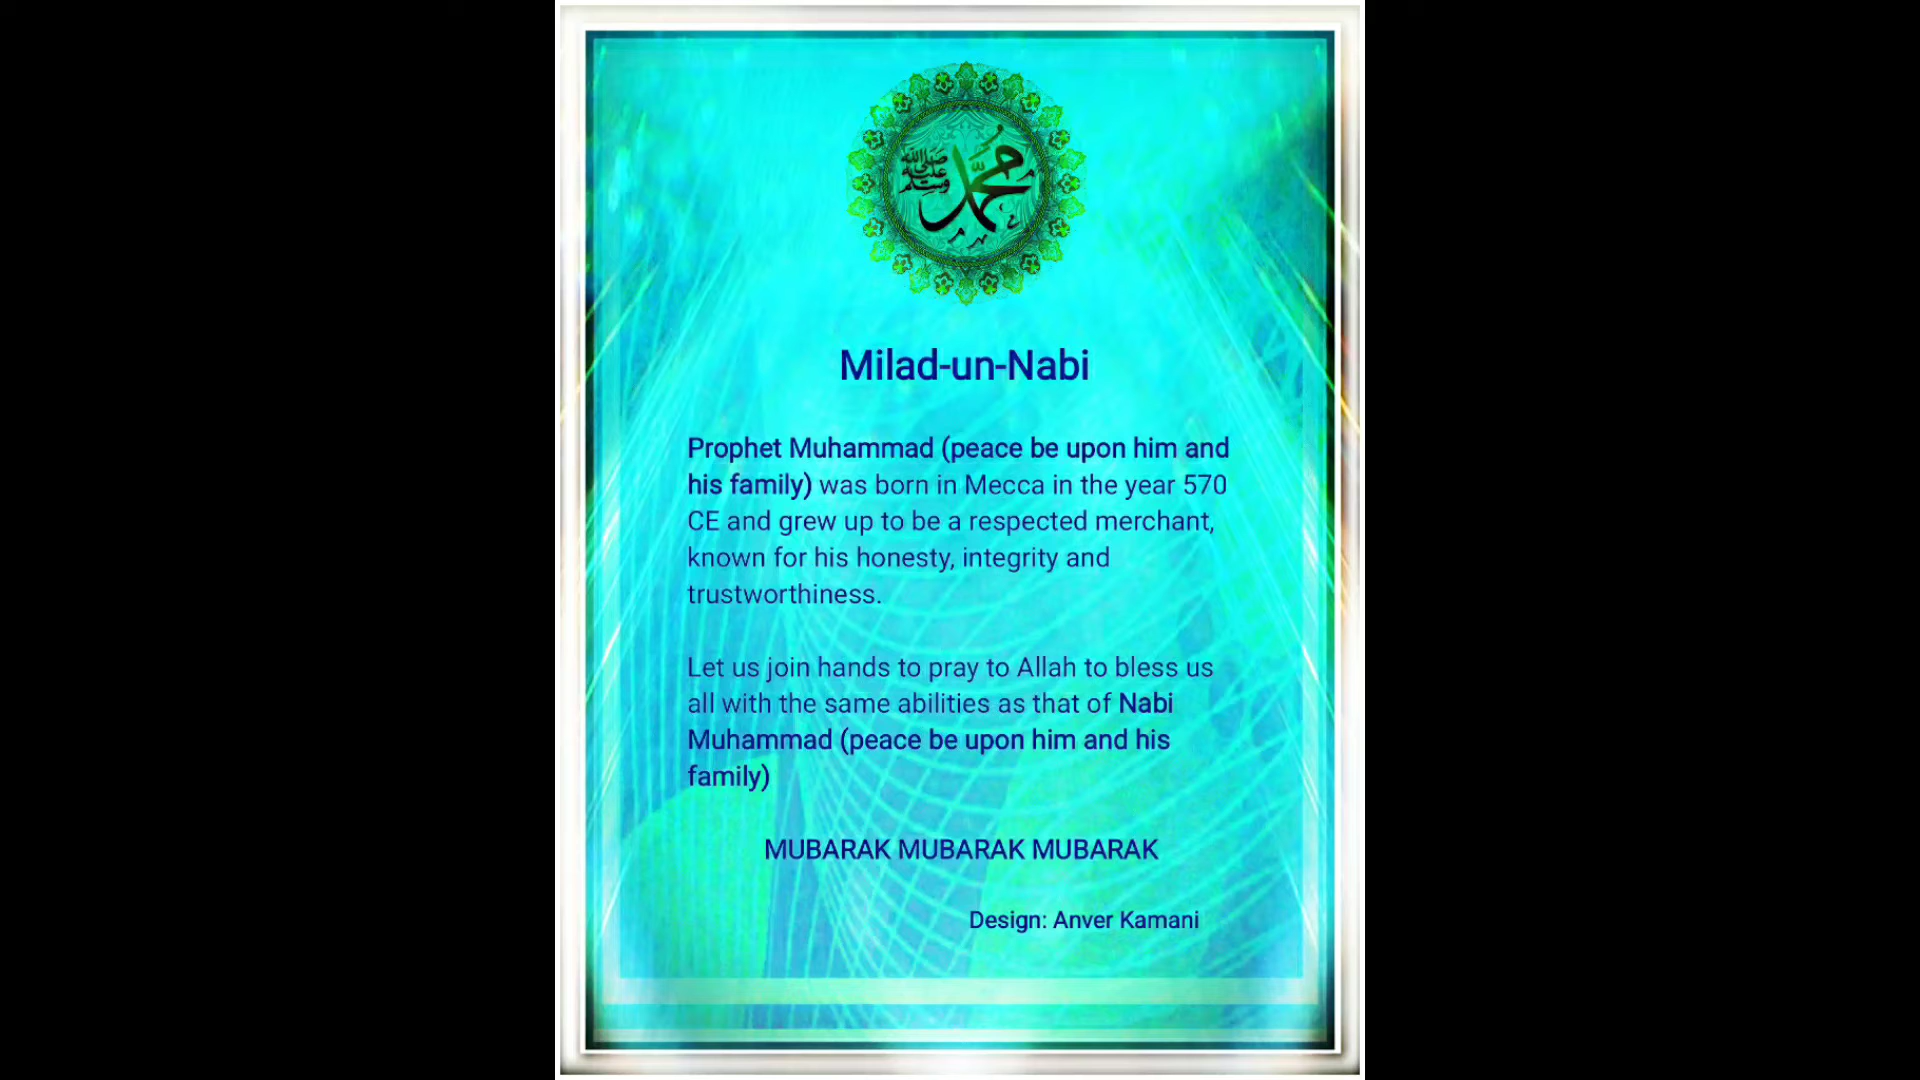 محمد
صلى الله
عليه
وسلم
Milad-un-Nabi
Prophet Muhammad (peace be upon him and
his family) was born in Mecca in the year 570
CE and grew up to be a respected merchant,
known for his honesty, integrity and
trustworthiness.
Let us join hands to pray to Allah to bless us
all with the same abilities as that of Nabi
Muhammad (peace be upon him and his
family)
MUBARAK MUBARAK MUBARAK
Design: Anver Kamani